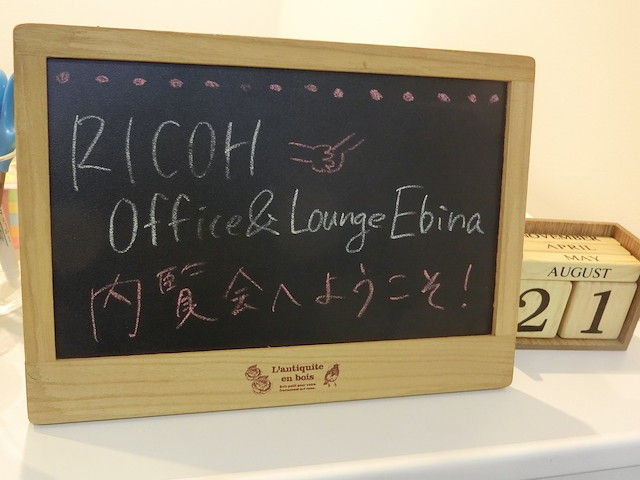 RICOH
Office & Lounge Ebina
内覧会へようこそ!
L'antiquite
en bois
NOVEMBER
APRIL
MAY
AUGUST
21